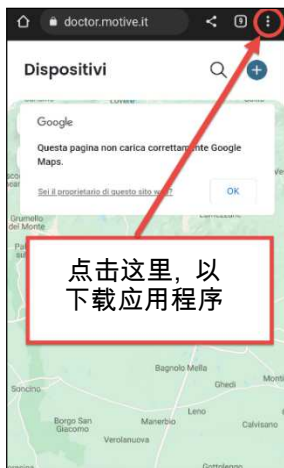 doctor.motive.it
9
Dispositivi
Google
Questa pagina non carica correttamente Google
Maps.
Sei il proprietario di questo sito web?
OK
Grumello
del Monte
点击这里, 以
下载应用程序
Bagnolo Mella
Ghedi
Soncino
Leno
Borgo San
Giacomo
Manerbio
Calvisano
Verolanuova